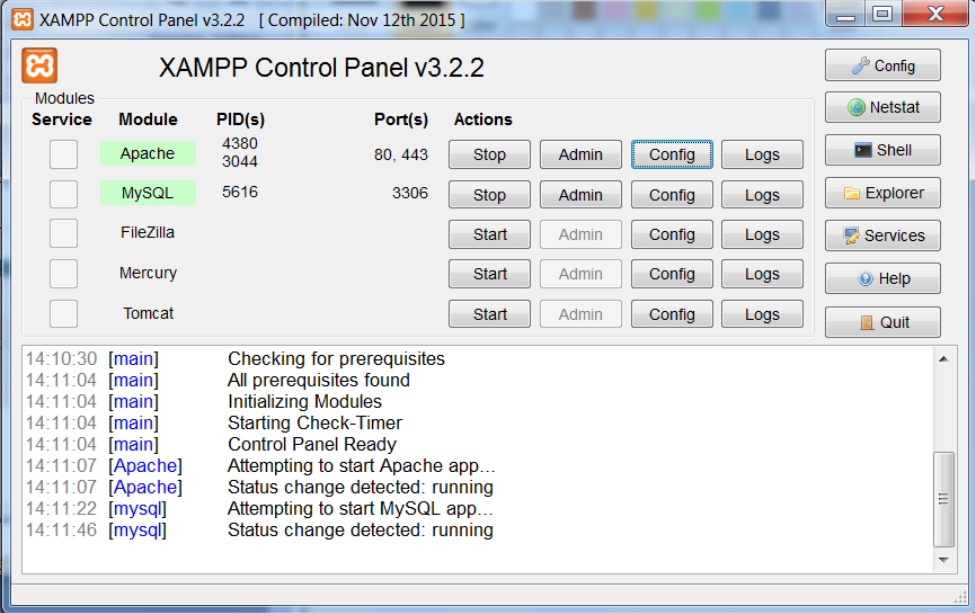 XAMPP Control Panel v3.2.2 [ Compiled: Nov 12th 2015 ]
XAMPP Control Panel v3.2.2
Config
Modules
Netstat
Service Module PID(s) Port(s) Actions
Apache 4380 3044 80, 443 Stop Admin Config Logs
Shell
MySQL 5616 3306 Stop Admin Config Logs
Explorer
FileZilla Start Admin Config Logs
Services
Mercury Start Admin Config Logs
Help
Tomcat Start Admin Config Logs
Quit
14:10:30 [main] Checking for prerequisites
14:11:04 [main] All prerequisites found
14:11:04 [main] Initializing Modules
14:11:04 [main] Starting Check-Timer
14:11:04 [main] Control Panel Ready
14:11:07 [Apache] Attempting to start Apache app...
14:11:07 [Apache] Status change detected: running
14:11:22 [mysql] Attempting to start MySQL app...
14:11:46 [mysql] Status change detected: running